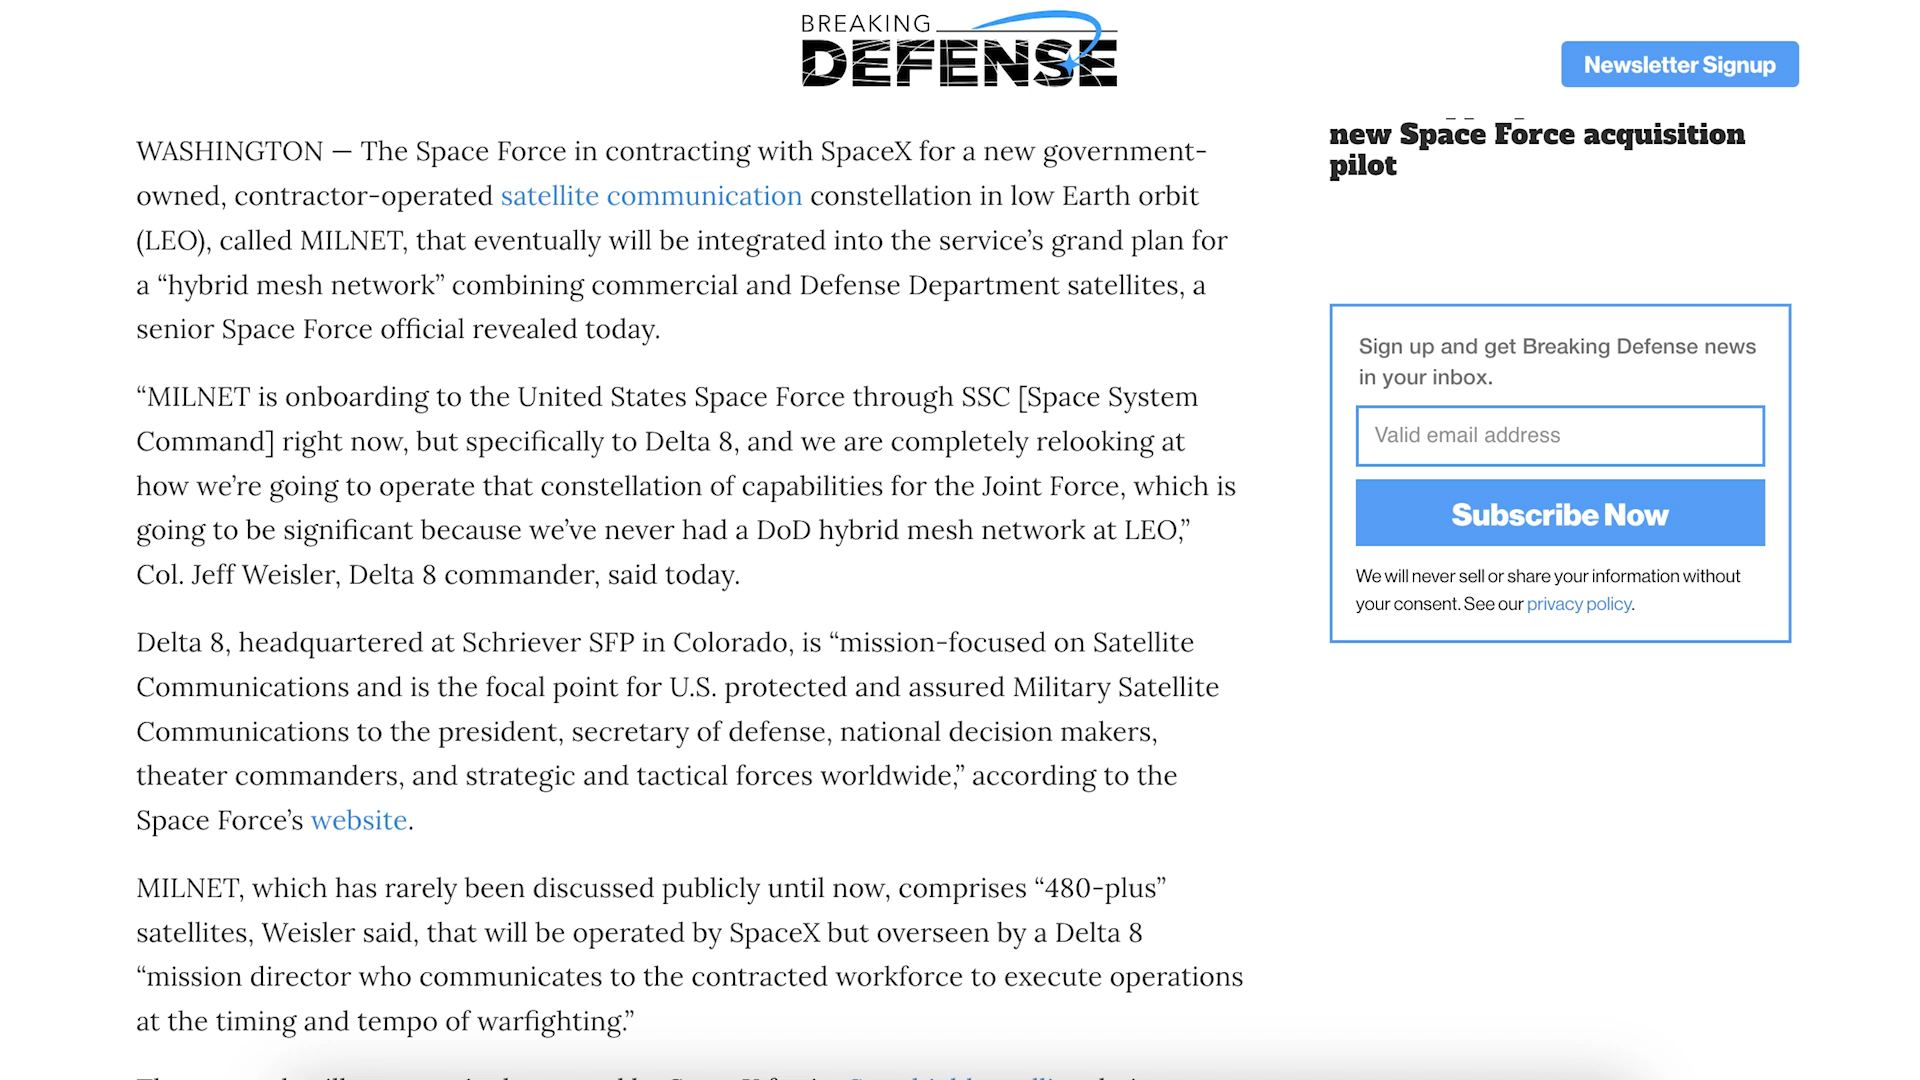 BREAKING
DEFENSE
Newsletter Signup
WASHINGTON — The Space Force in contracting with SpaceX for a new government-
owned, contractor-operated satellite communication constellation in low Earth orbit
(LEO), called MILNET, that eventually will be integrated into the service’s grand plan for
a “hybrid mesh network” combining commercial and Defense Department satellites, a
senior Space Force official revealed today.
“MILNET is onboarding to the United States Space Force through SSC [Space System
Command] right now, but specifically to Delta 8, and we are completely relooking at
how we’re going to operate that constellation of capabilities for the Joint Force, which is
going to be significant because we’ve never had a DoD hybrid mesh network at LEO,”
Col. Jeff Weisler, Delta 8 commander, said today.
Delta 8, headquartered at Schriever SFP in Colorado, is “mission-focused on Satellite
Communications and is the focal point for U.S. protected and assured Military Satellite
Communications to the president, secretary of defense, national decision makers,
theater commanders, and strategic and tactical forces worldwide,” according to the
Space Force’s website.
MILNET, which has rarely been discussed publicly until now, comprises “480-plus”
satellites, Weisler said, that will be operated by SpaceX but overseen by a Delta 8
“mission director who communicates to the contracted workforce to execute operations
at the timing and tempo of warfighting.”
new Space Force acquisition
pilot
Sign up and get Breaking Defense news
in your inbox.
Valid email address
Subscribe Now
We will never sell or share your information without
your consent. See our privacy policy.